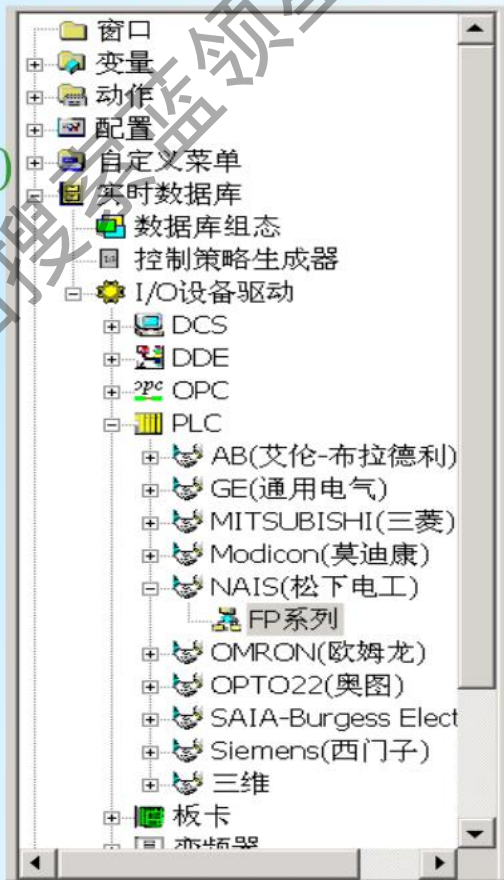 窗口
变量
动作
配置
自定义菜单
)
实时数据库
数据库组态
控制策略生成器
I/O设备驱动
DCS
DDE
opc OPC
PLC
AB(艾伦-布拉德利)
GE(通用电气)
MITSUBISHI(三菱)
Modicon(莫迪康)
NAIS(松下电工)
FP系列
OMRON(欧姆龙)
OPTO22(奥图)
SAIA-Burgess Elect
Siemens(西门子)
三维
板卡
变频器